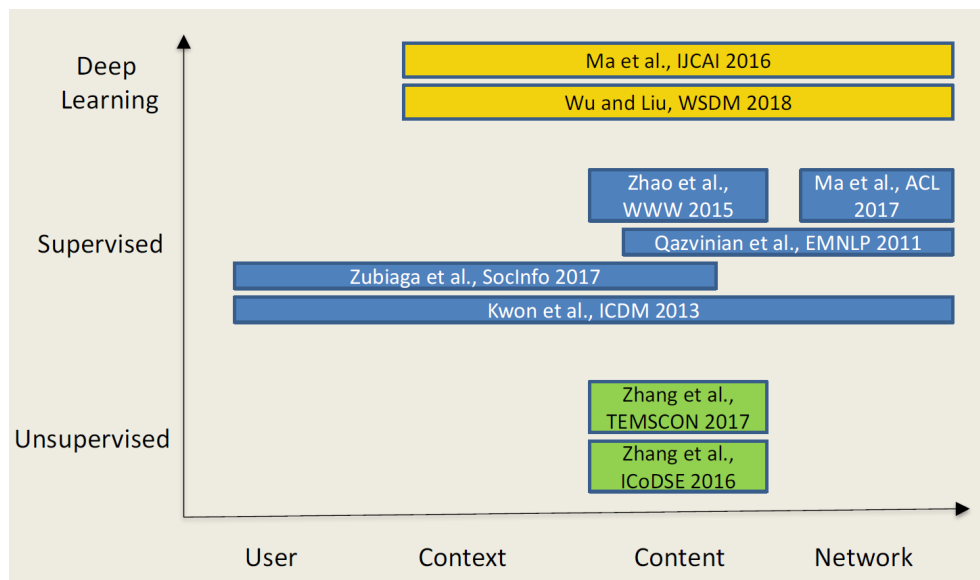 Deep
Learning
Ma et al., IJCAI 2016
Wu and Liu, WSDM 2018
Supervised
Zhao et al.,
WWW 2015
Ma et al., ACL
2017
Qazvinian et al., EMNLP 2011
Zubiaga et al., SocInfo 2017
Kwon et al., ICDM 2013
Unsupervised
Zhang et al.,
TEMSCON 2017
Zhang et al.,
ICoDSE 2016
User
Context
Content
Network